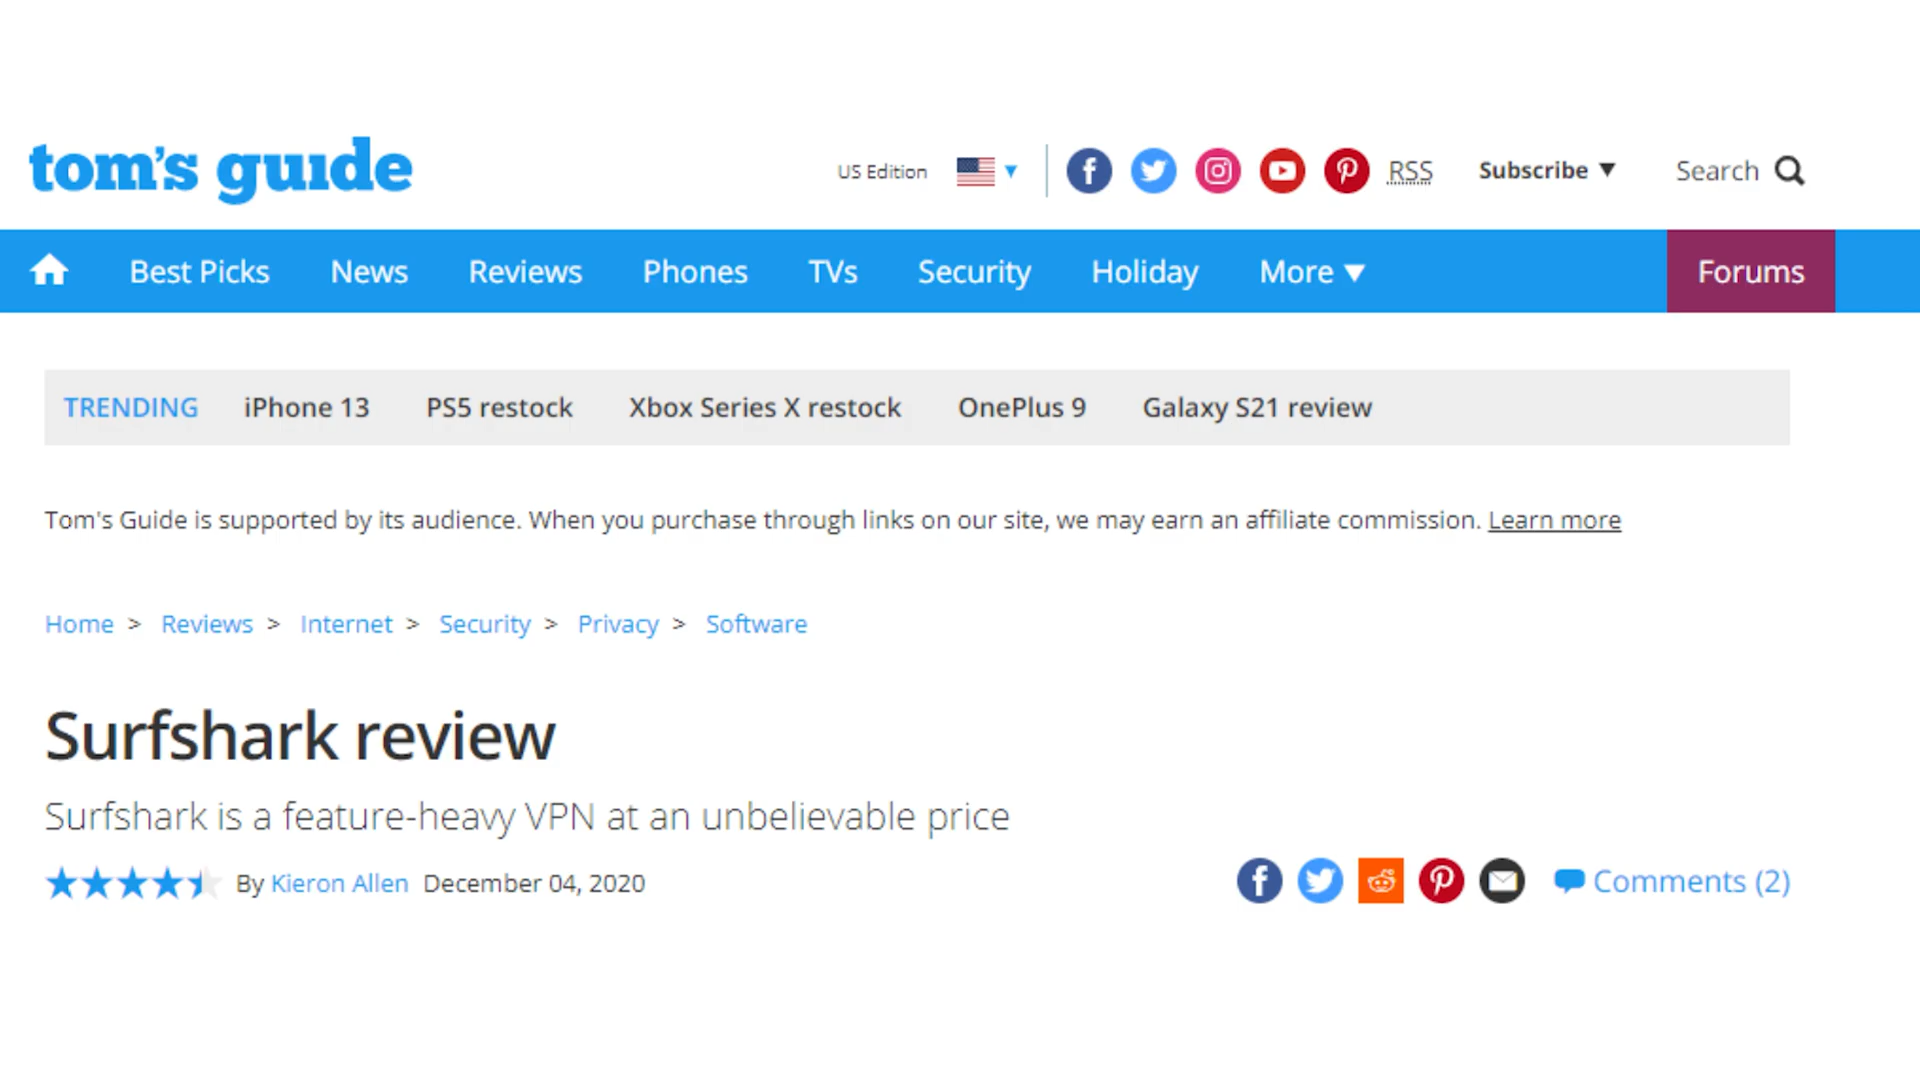 tom's guide
US Edition RSS Subscribe Search
Best Picks News Reviews Phones TVs Security Holiday More Forums
TRENDING iPhone 13 PS5 restock Xbox Series X restock OnePlus 9 Galaxy S21 review
Tom's Guide is supported by its audience. When you purchase through links on our site, we may earn an affiliate commission. Learn more
Home > Reviews > Internet > Security > Privacy > Software
Surfshark review
Surfshark is a feature-heavy VPN at an unbelievable price
By Kieron Allen December 04, 2020 Comments (2)